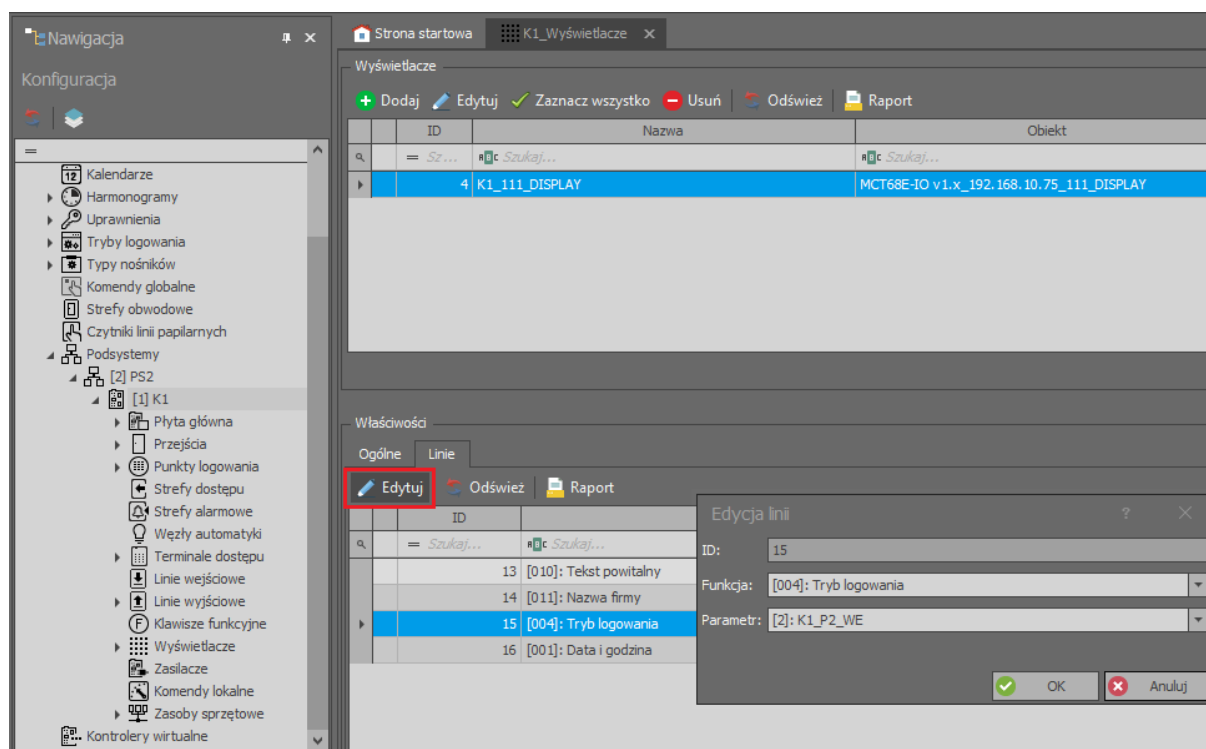 Nawigacja
Konfiguracja
=
Kalendarze
Harmonogramy
Uprawnienia
Tryby logowania
Typy nośników
Komendy globalne
Strefy obwodowe
Czytniki linii papilarnych
Podsystemy
[2] PS2
[1] K1
Płyta główna
Przejścia
Punkty logowania
Strefy dostępu
Strefy alarmowe
Węzły automatyki
Terminale dostępu
Linie wejściowe
Linie wyjściowe
Klawisze funkcyjne
Wyświetlacze
Zasilacze
Komendy lokalne
Zasoby sprzętowe
Kontrolery wirtualne
Strona startowa K1_Wyświetlacze
Wyświetlacze
Dodaj Edytuj Zaznacz wszystko Usuń Odśwież Raport
ID Nazwa Obiekt
= Sz... ABC Szukaj... ABC Szukaj...
4 K1_111_DISPLAY MCT68E-IO v1.x_192.168.10.75_111_DISPLAY
Właściwości
Ogólne Linie
Edytuj Odśwież Raport
ID
= Szukaj... ABC Szukaj...
13 [010]: Tekst powitalny
14 [011]: Nazwa firmy
15 [004]: Tryb logowania
16 [001]: Data i godzina
Edycja linii ?
ID: 15
Funkcja: [004]: Tryb logowania
Parametr: [2]: K1_P2_WE
OK Anuluj